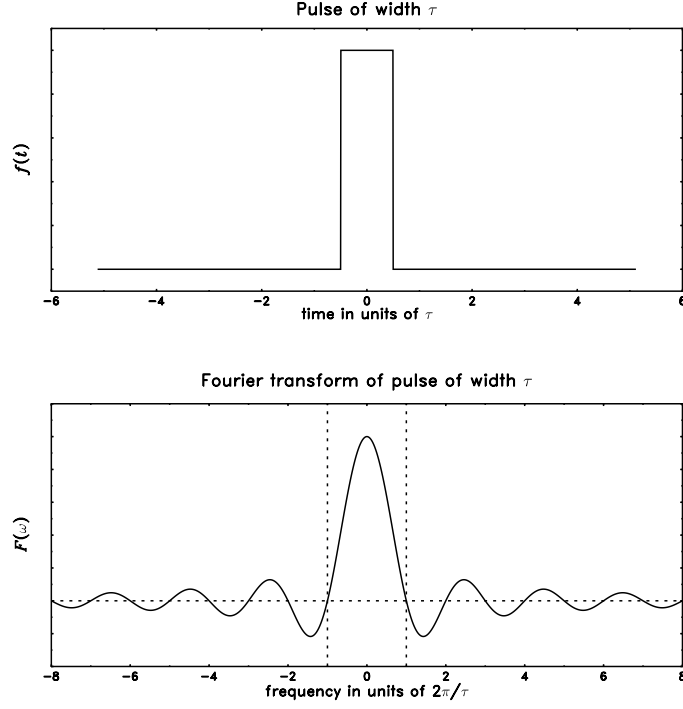 Pulse of width τ
f(t)
−6 −4 −2 0 2 4 6
time in units of τ
Fourier transform of pulse of width τ
F(ω)
−8 −6 −4 −2 0 2 4 6 8
frequency in units of 2π/τ